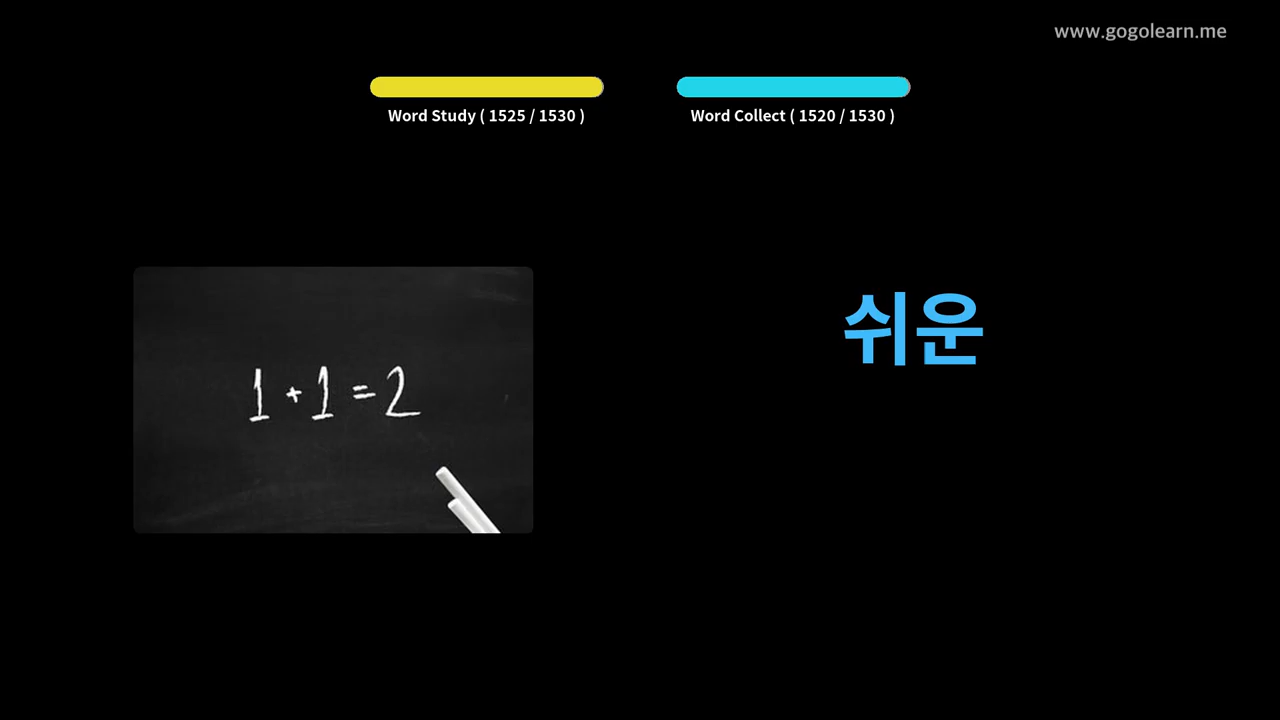 www.gogolearn.me
Word Study ( 1525 / 1530 )
Word Collect ( 1520 / 1530 )
쉬운
1 + 1 = 2